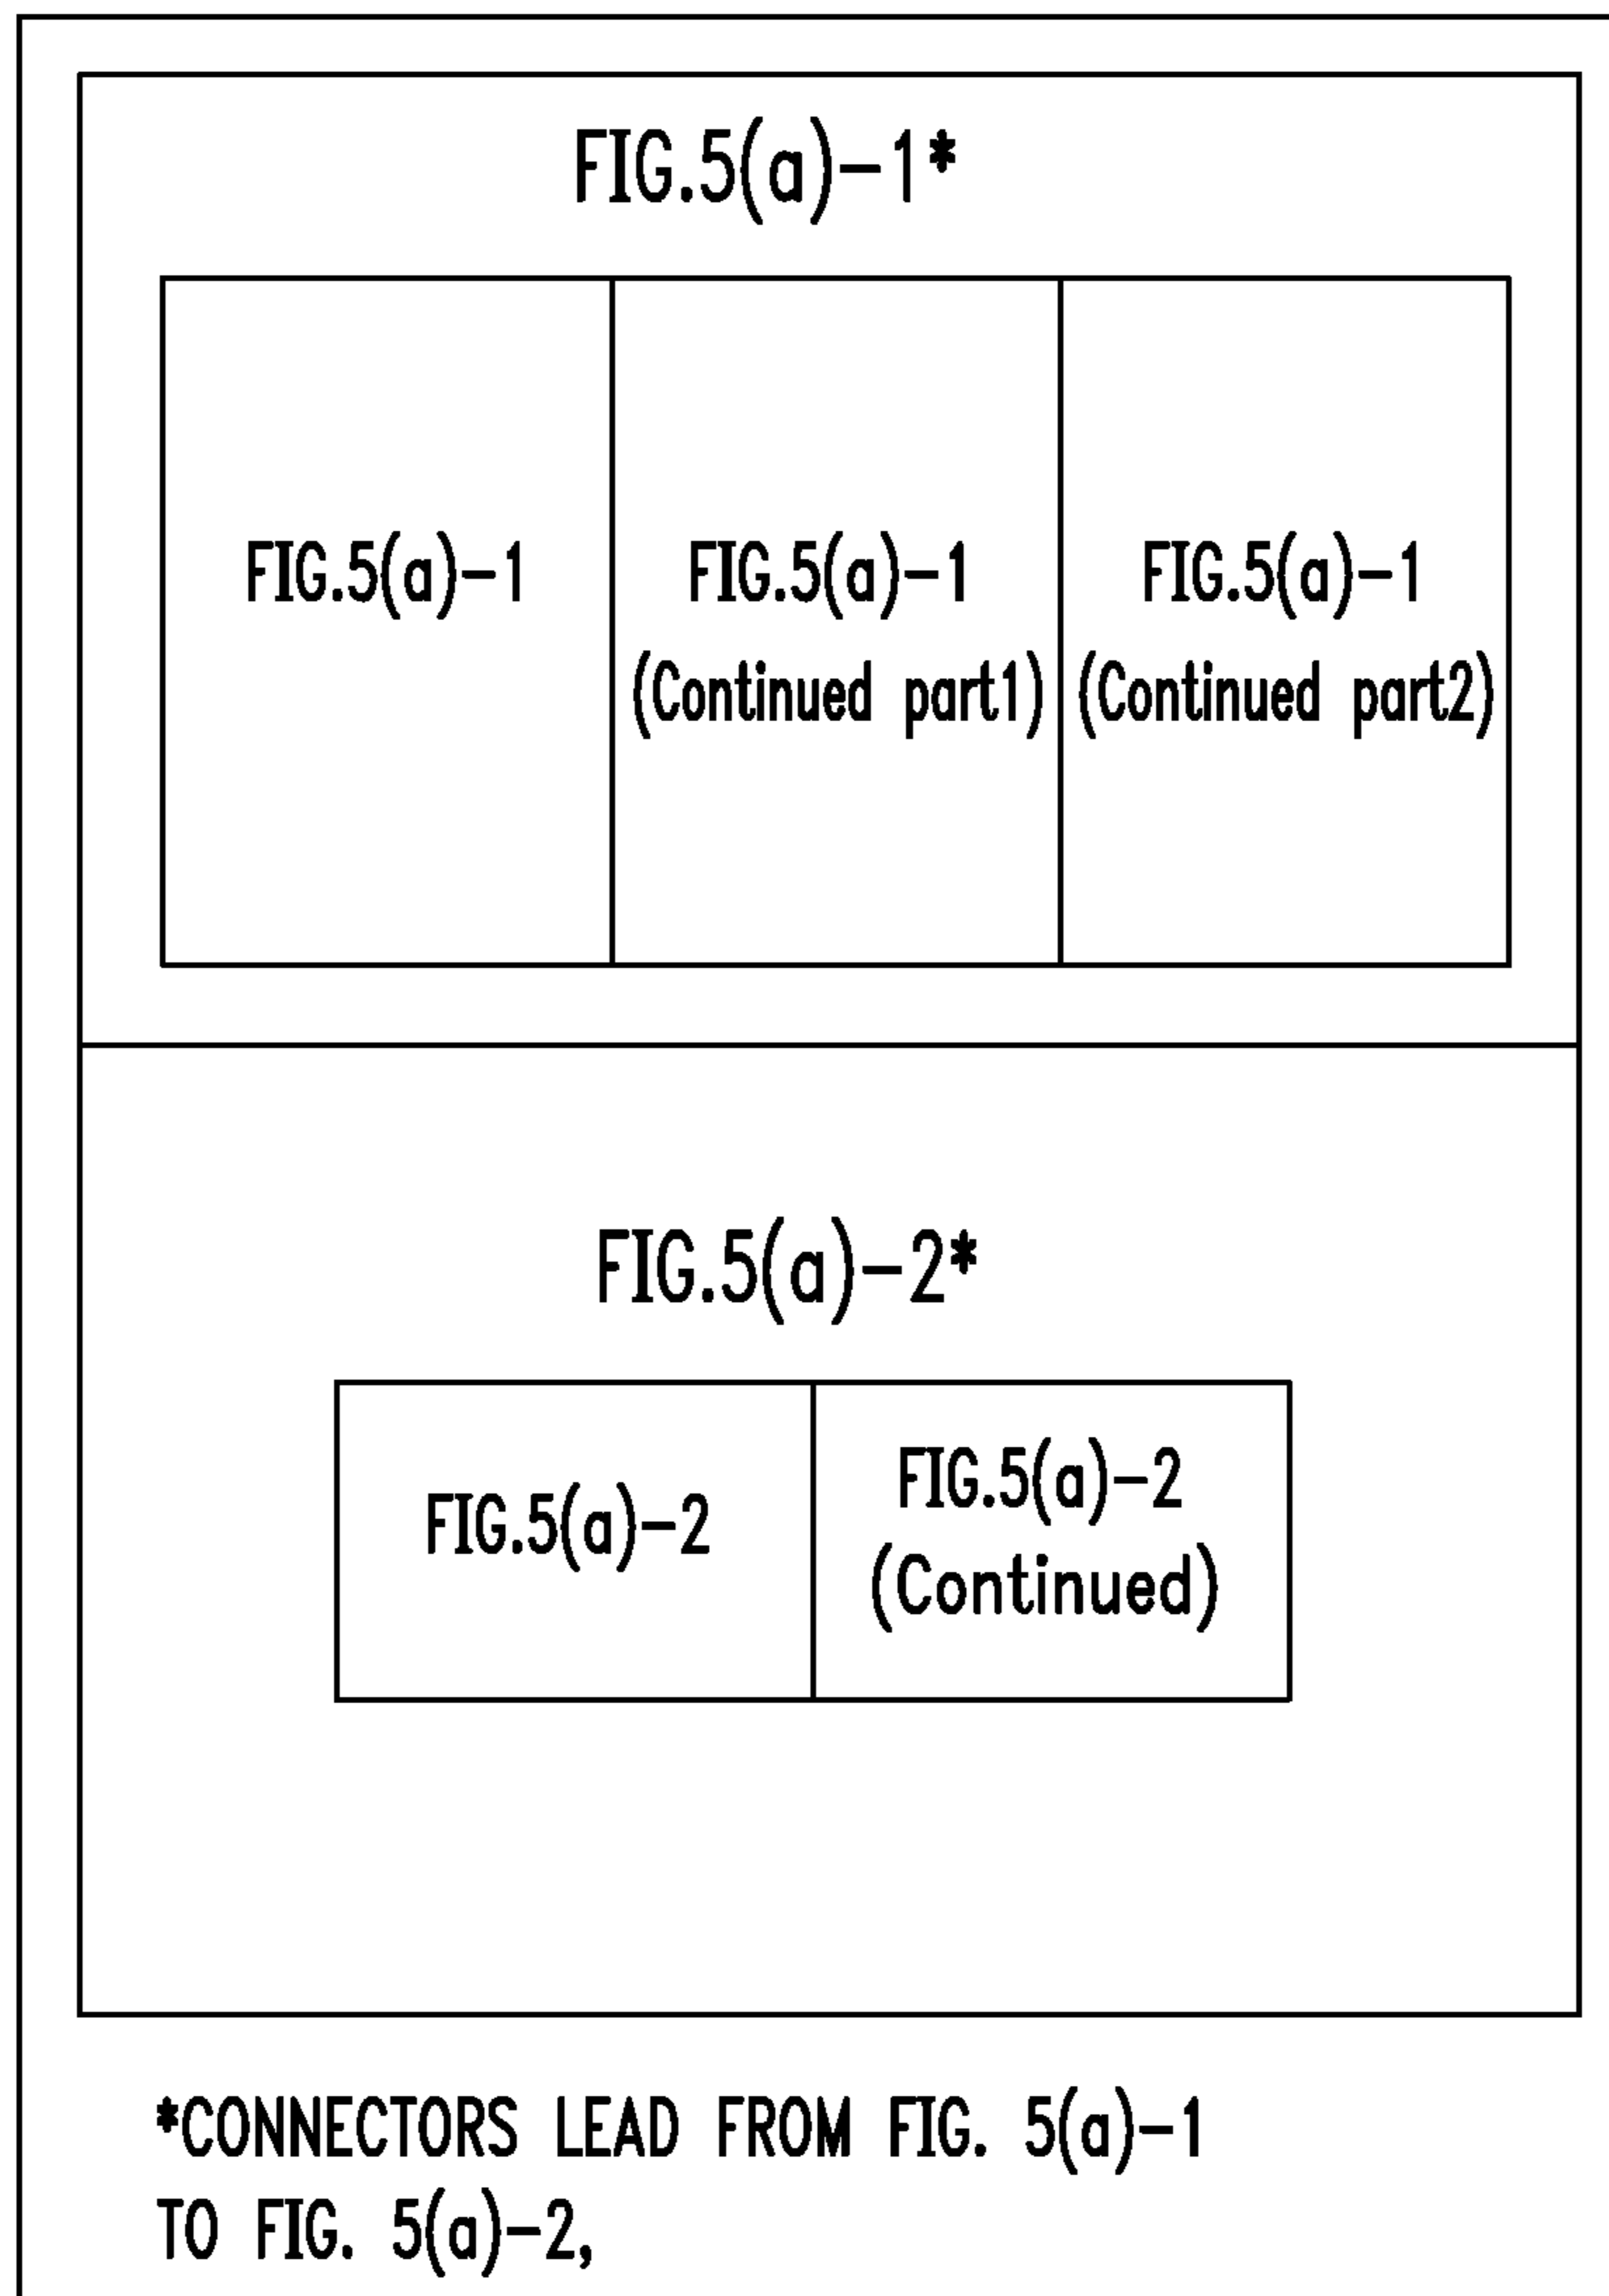 FIG.5(a)-1*
FIG.5(a)-1
FIG.5(a)-1
(Continued part1)
FIG.5(a)-1
(Continued part2)
FIG.5(a)-2*
FIG.5(a)-2
FIG.5(a)-2
(Continued)
*CONNECTORS LEAD FROM FIG. 5(a)-1
TO FIG. 5(a)-2,